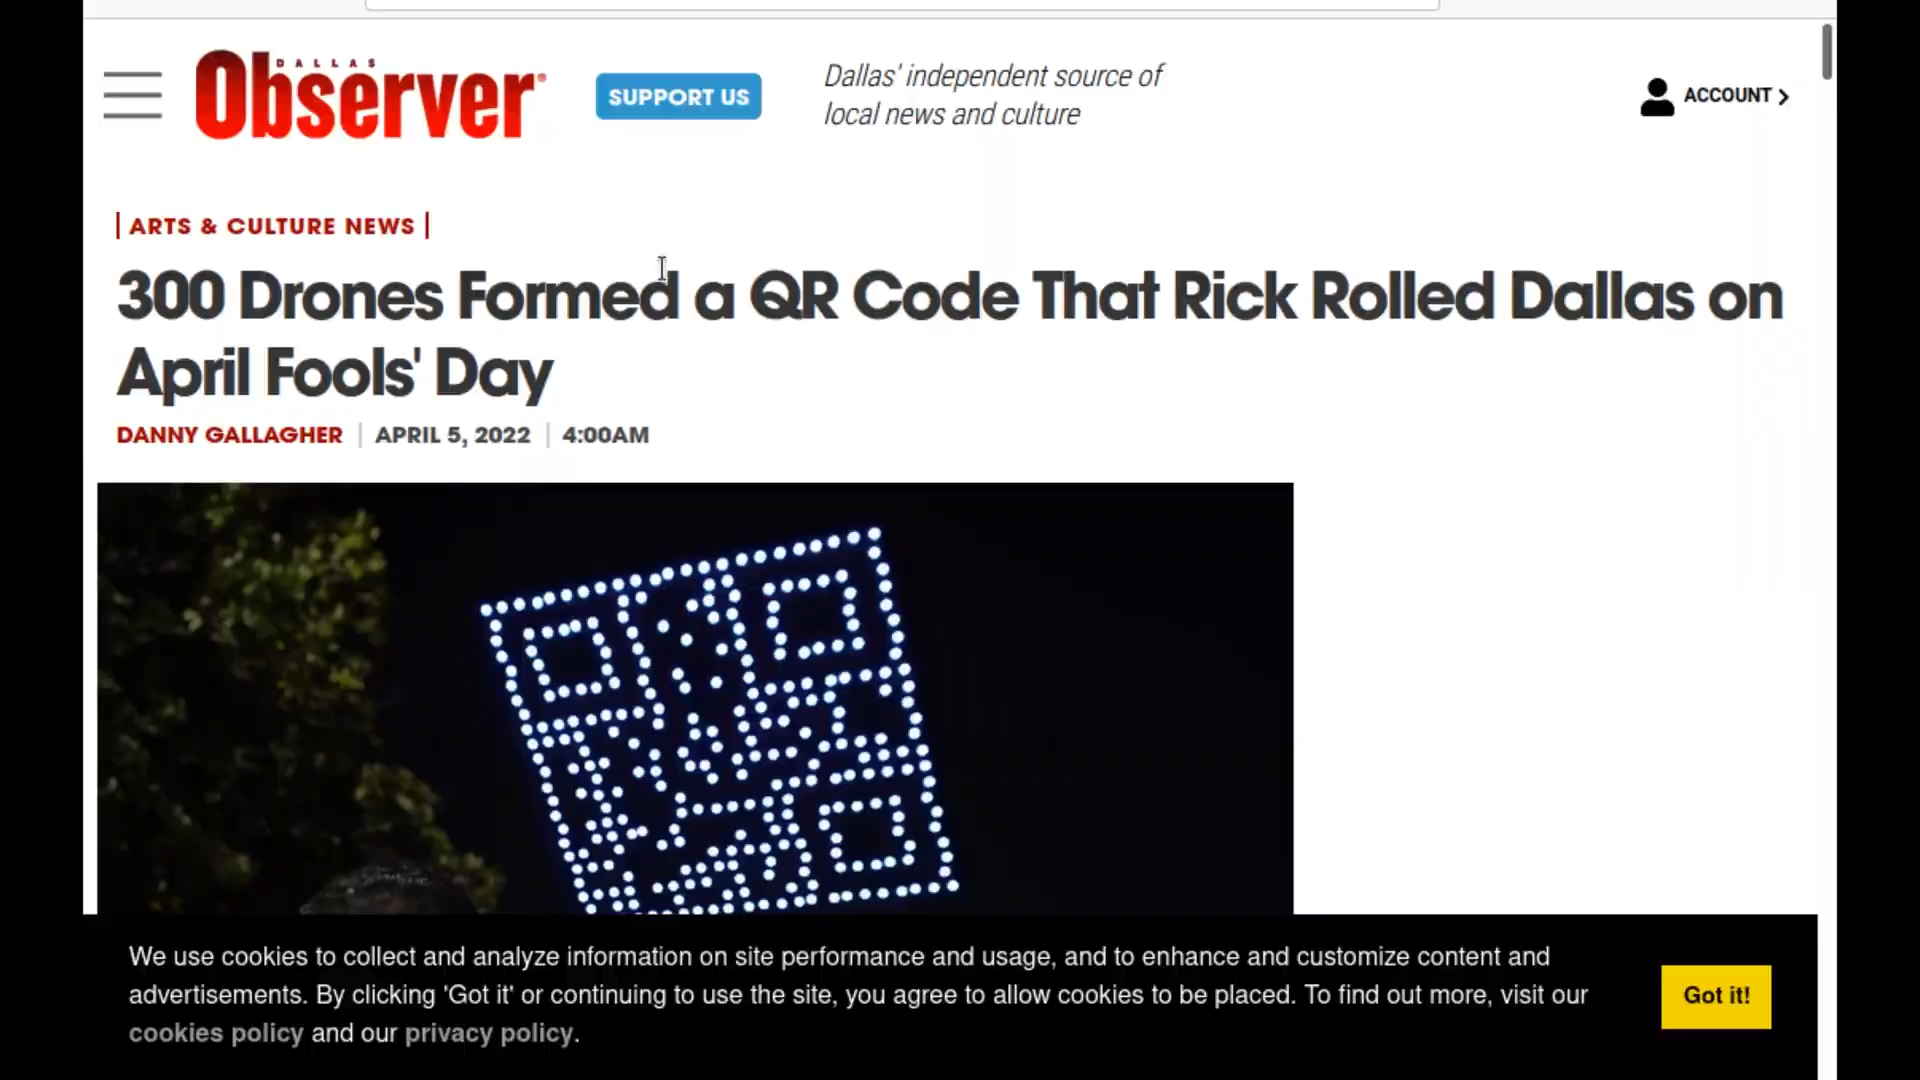 DALLAS
Observer
SUPPORT US
Dallas' independent source of
local news and culture
ACCOUNT
ARTS & CULTURE NEWS
300 Drones Formed a QR Code That Rick Rolled Dallas on
April Fools' Day
DANNY GALLAGHER | APRIL 5, 2022 | 4:00AM
We use cookies to collect and analyze information on site performance and usage, and to enhance and customize content and
advertisements. By clicking 'Got it' or continuing to use the site, you agree to allow cookies to be placed. To find out more, visit our
cookies policy and our privacy policy.
Got it!